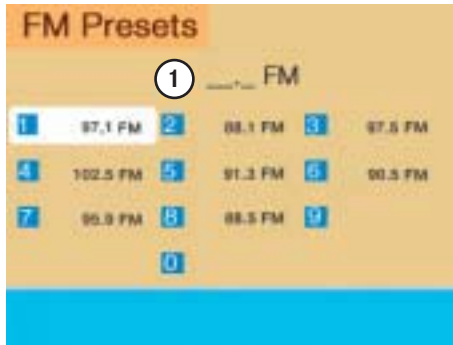 FM Presets
1 __._ FM
1 97.1 FM 2 88.1 FM 3 97.5 FM
4 102.5 FM 5 91.3 FM 6 90.5 FM
7 95.9 FM 8 88.5 FM 9
0